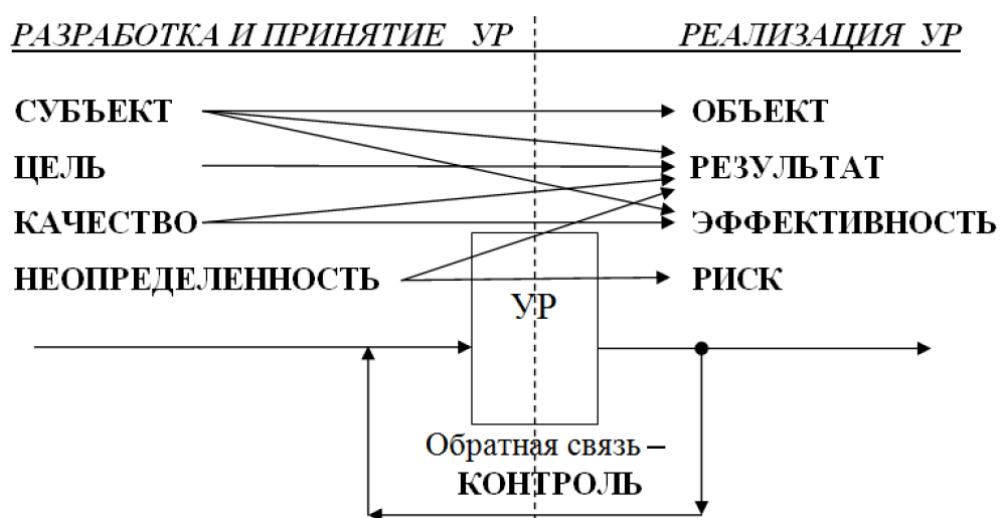 РАЗРАБОТКА И ПРИНЯТИЕ УР РЕАЛИЗАЦИЯ УР
СУБЪЕКТ ОБЪЕКТ
ЦЕЛЬ РЕЗУЛЬТАТ
КАЧЕСТВО ЭФФЕКТИВНОСТЬ
НЕОПРЕДЕЛЕННОСТЬ РИСК
УР
Обратная связь –
КОНТРОЛЬ